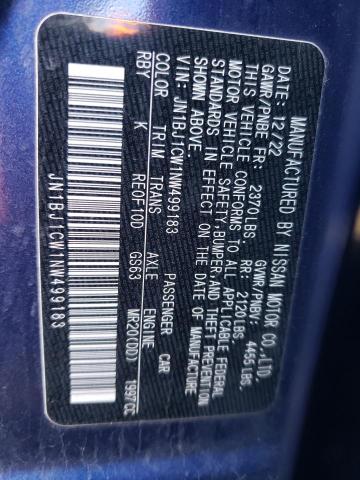 MANUFACTURED BY NISSAN MOTOR CO.,LTD.
DATE: 12/22 GVWR/PNBV: 4455LBS.
GAWR/PNBE FR: 2370LBS. RR: 2120LBS.
THIS VEHICLE CONFORMS TO ALL APPLICABLE FEDERAL
MOTOR VEHICLE SAFETY, BUMPER, AND THEFT PREVENTION
STANDARDS IN EFFECT ON THE DATE OF MANUFACTURE
SHOWN ABOVE.
VIN: JN1BJ1CW1NW499183 PASSENGER CAR
COLOR TRIM TRANS AXLE ENGINE
RBY K RE0F10D GS63 MR20(DD) 1997CC
JN1BJ1CW1NW499183